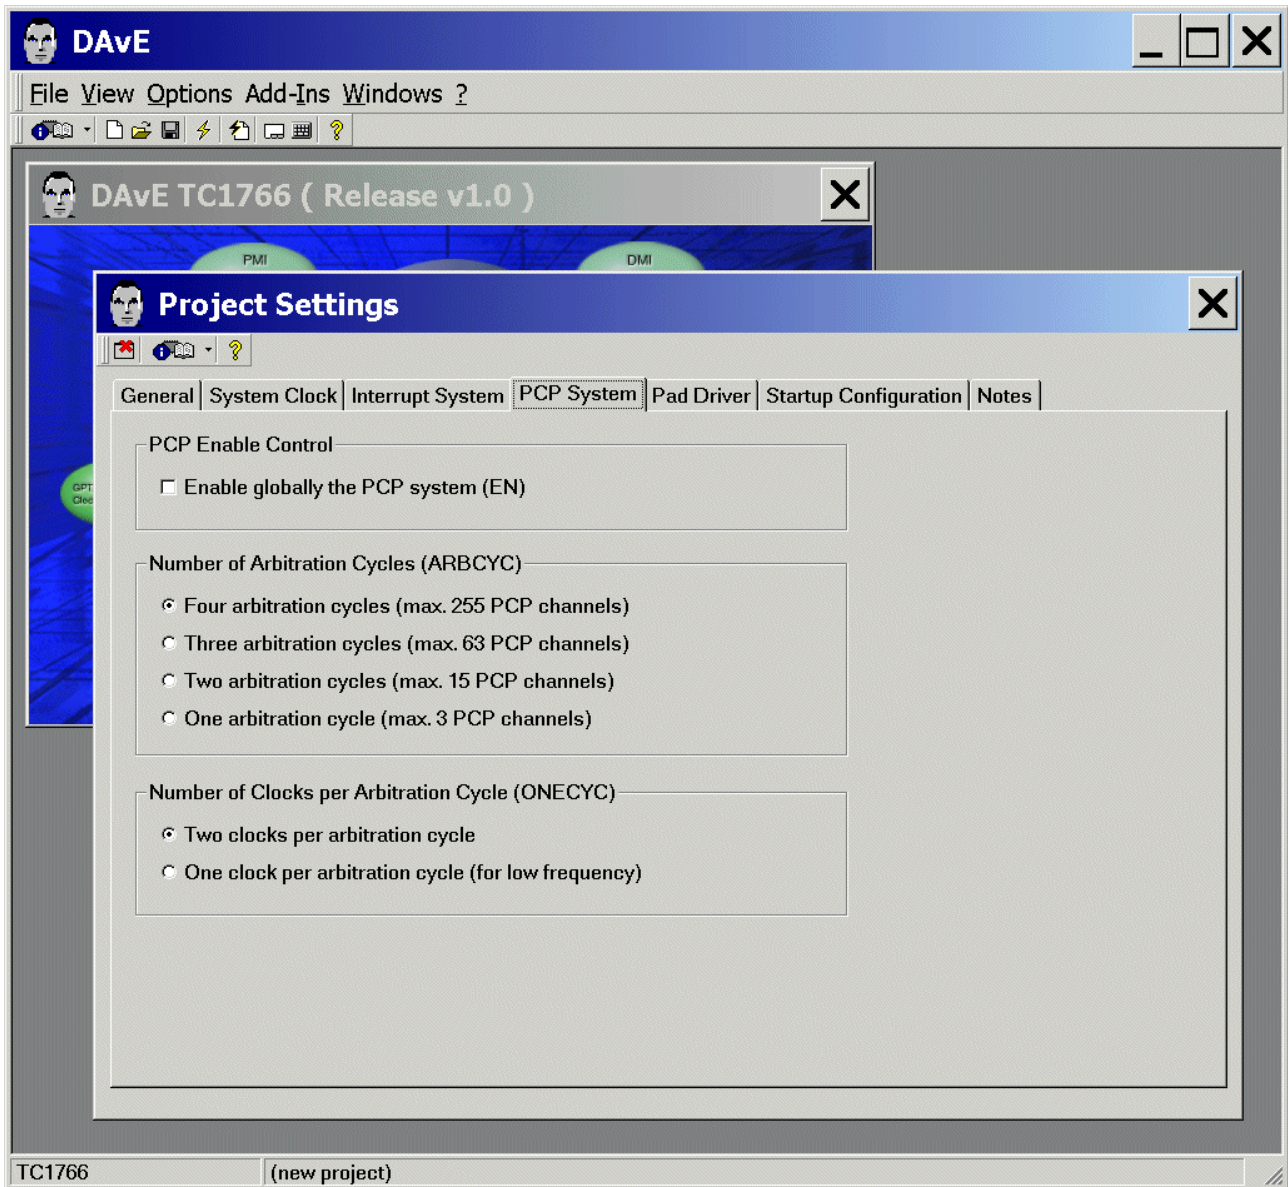 DAvE
File View Options Add-Ins Windows ?
DAvE TC1766 ( Release v1.0 )
PMI
DMI
GPT
Cloc
Project Settings
General System Clock Interrupt System PCP System Pad Driver Startup Configuration Notes
PCP Enable Control
Enable globally the PCP system (EN)
Number of Arbitration Cycles (ARBCYC)
Four arbitration cycles (max. 255 PCP channels)
Three arbitration cycles (max. 63 PCP channels)
Two arbitration cycles (max. 15 PCP channels)
One arbitration cycle (max. 3 PCP channels)
Number of Clocks per Arbitration Cycle (ONECYC)
Two clocks per arbitration cycle
One clock per arbitration cycle (for low frequency)
TC1766 (new project)